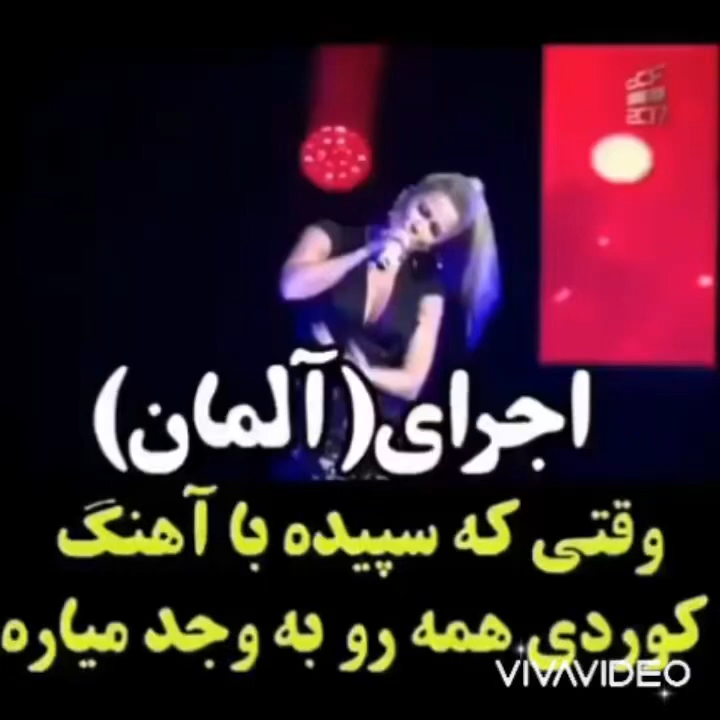 اجرای(آلمان)
وقتی که سپیده با آهنگ
کوردی همه رو به وجد میاره
VIVAVIDEO